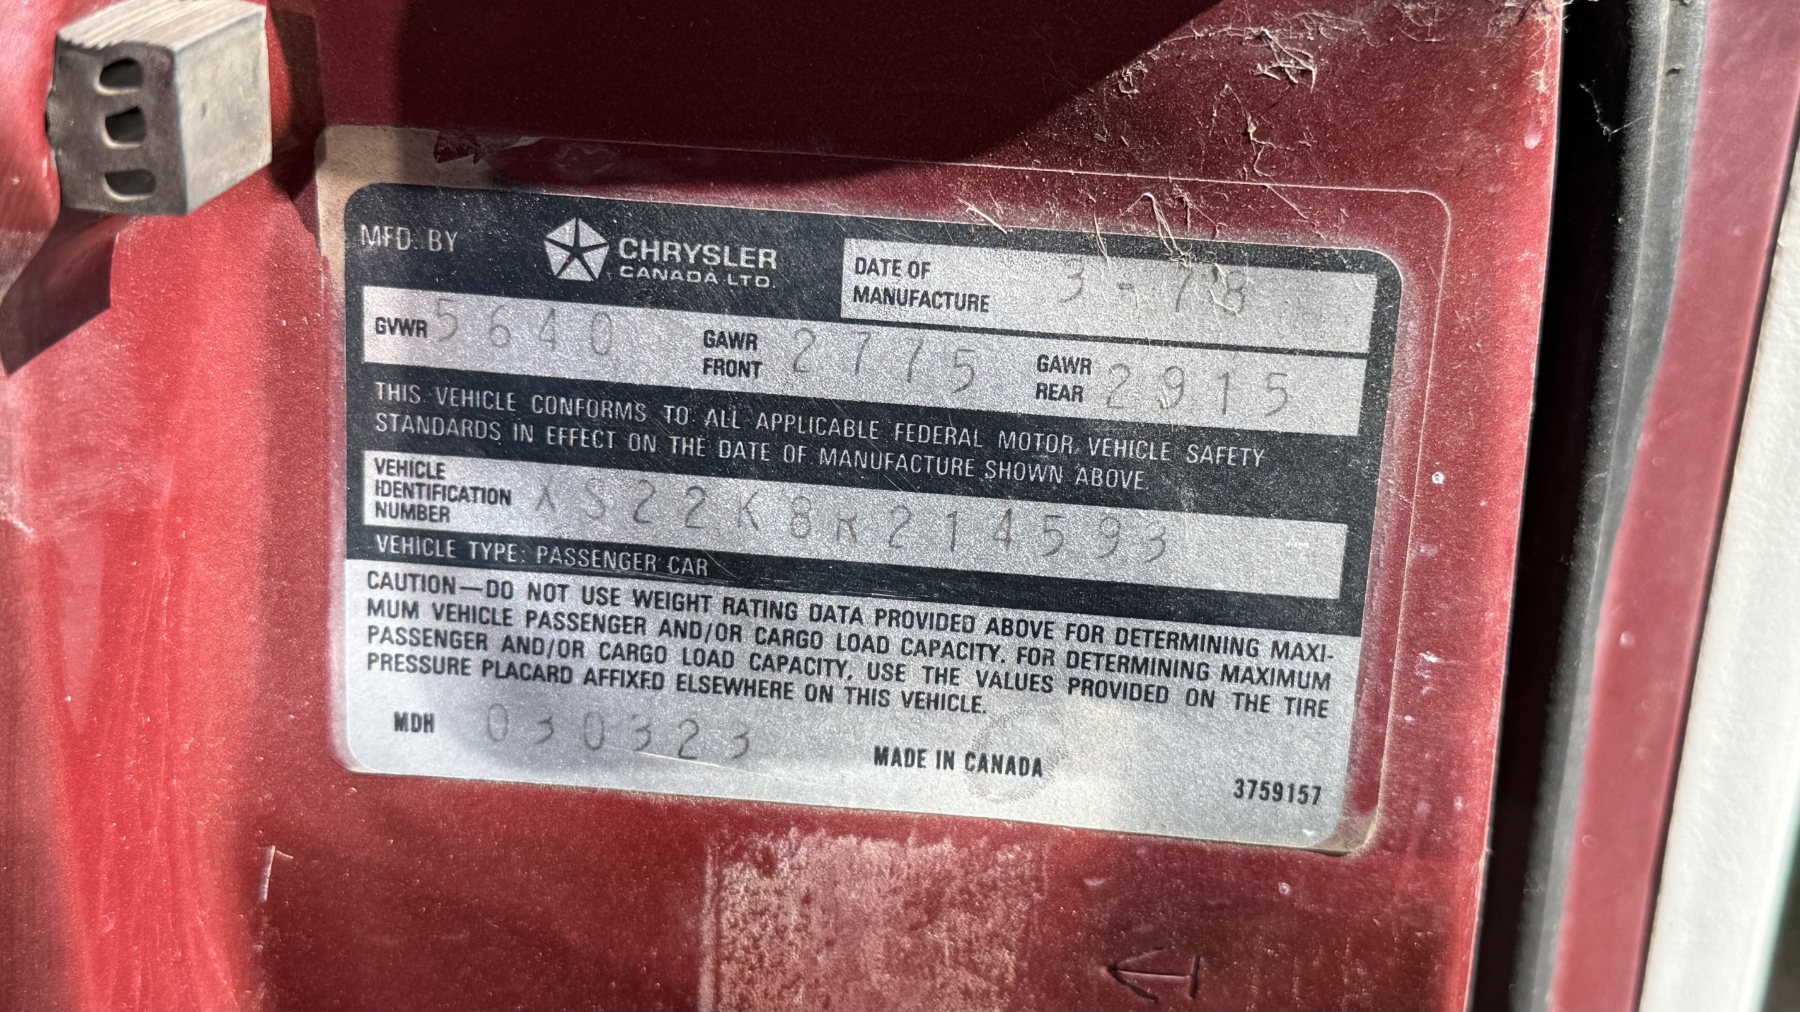 MFD. BY
CHRYSLER
CANADA LTD.
DATE OF
MANUFACTURE 3-78
GVWR 5640
GAWR
FRONT 2775
GAWR
REAR 2915
THIS VEHICLE CONFORMS TO ALL APPLICABLE FEDERAL MOTOR VEHICLE SAFETY
STANDARDS IN EFFECT ON THE DATE OF MANUFACTURE SHOWN ABOVE
VEHICLE
IDENTIFICATION
NUMBER XS22K8R214593
VEHICLE TYPE: PASSENGER CAR
CAUTION—DO NOT USE WEIGHT RATING DATA PROVIDED ABOVE FOR DETERMINING MAXI-
MUM VEHICLE PASSENGER AND/OR CARGO LOAD CAPACITY. FOR DETERMINING MAXIMUM
PASSENGER AND/OR CARGO LOAD CAPACITY, USE THE VALUES PROVIDED ON THE TIRE
PRESSURE PLACARD AFFIXED ELSEWHERE ON THIS VEHICLE.
MDH 030323
MADE IN CANADA
3759157